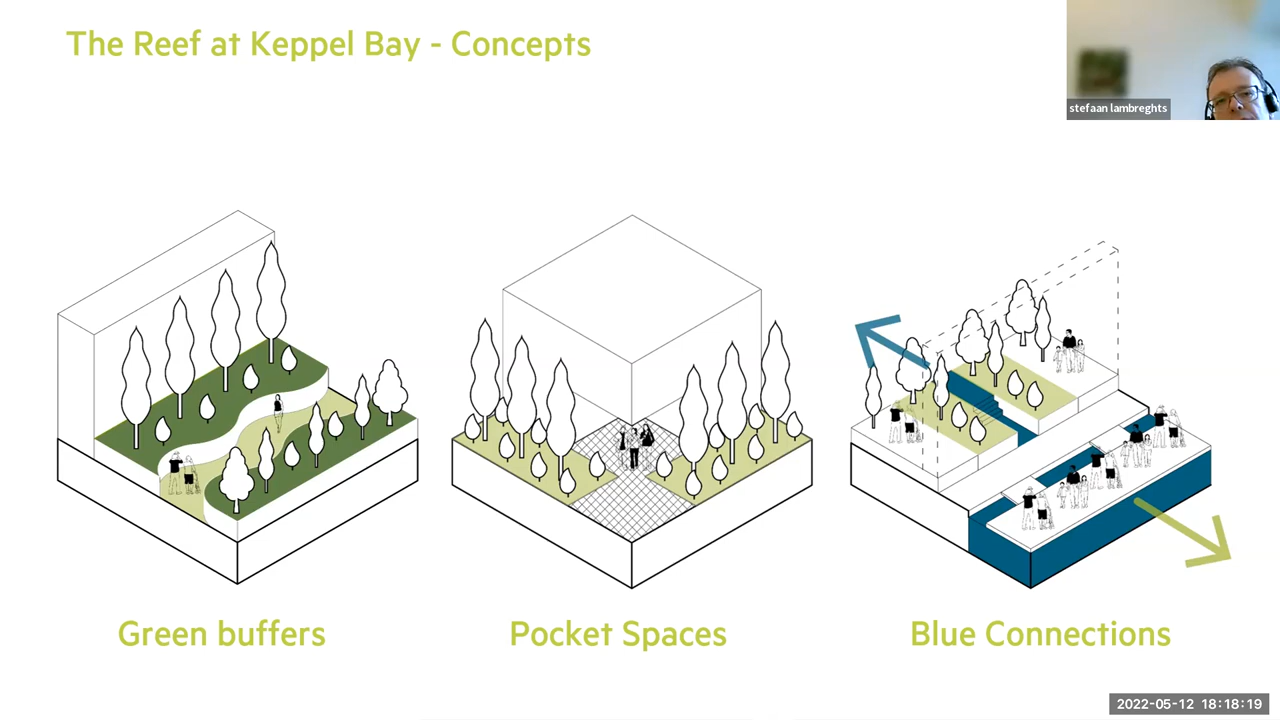 The Reef at Keppel Bay - Concepts
stefaan lambreghts
Green buffers
Pocket Spaces
Blue Connections
2022-05-12 18:18:19